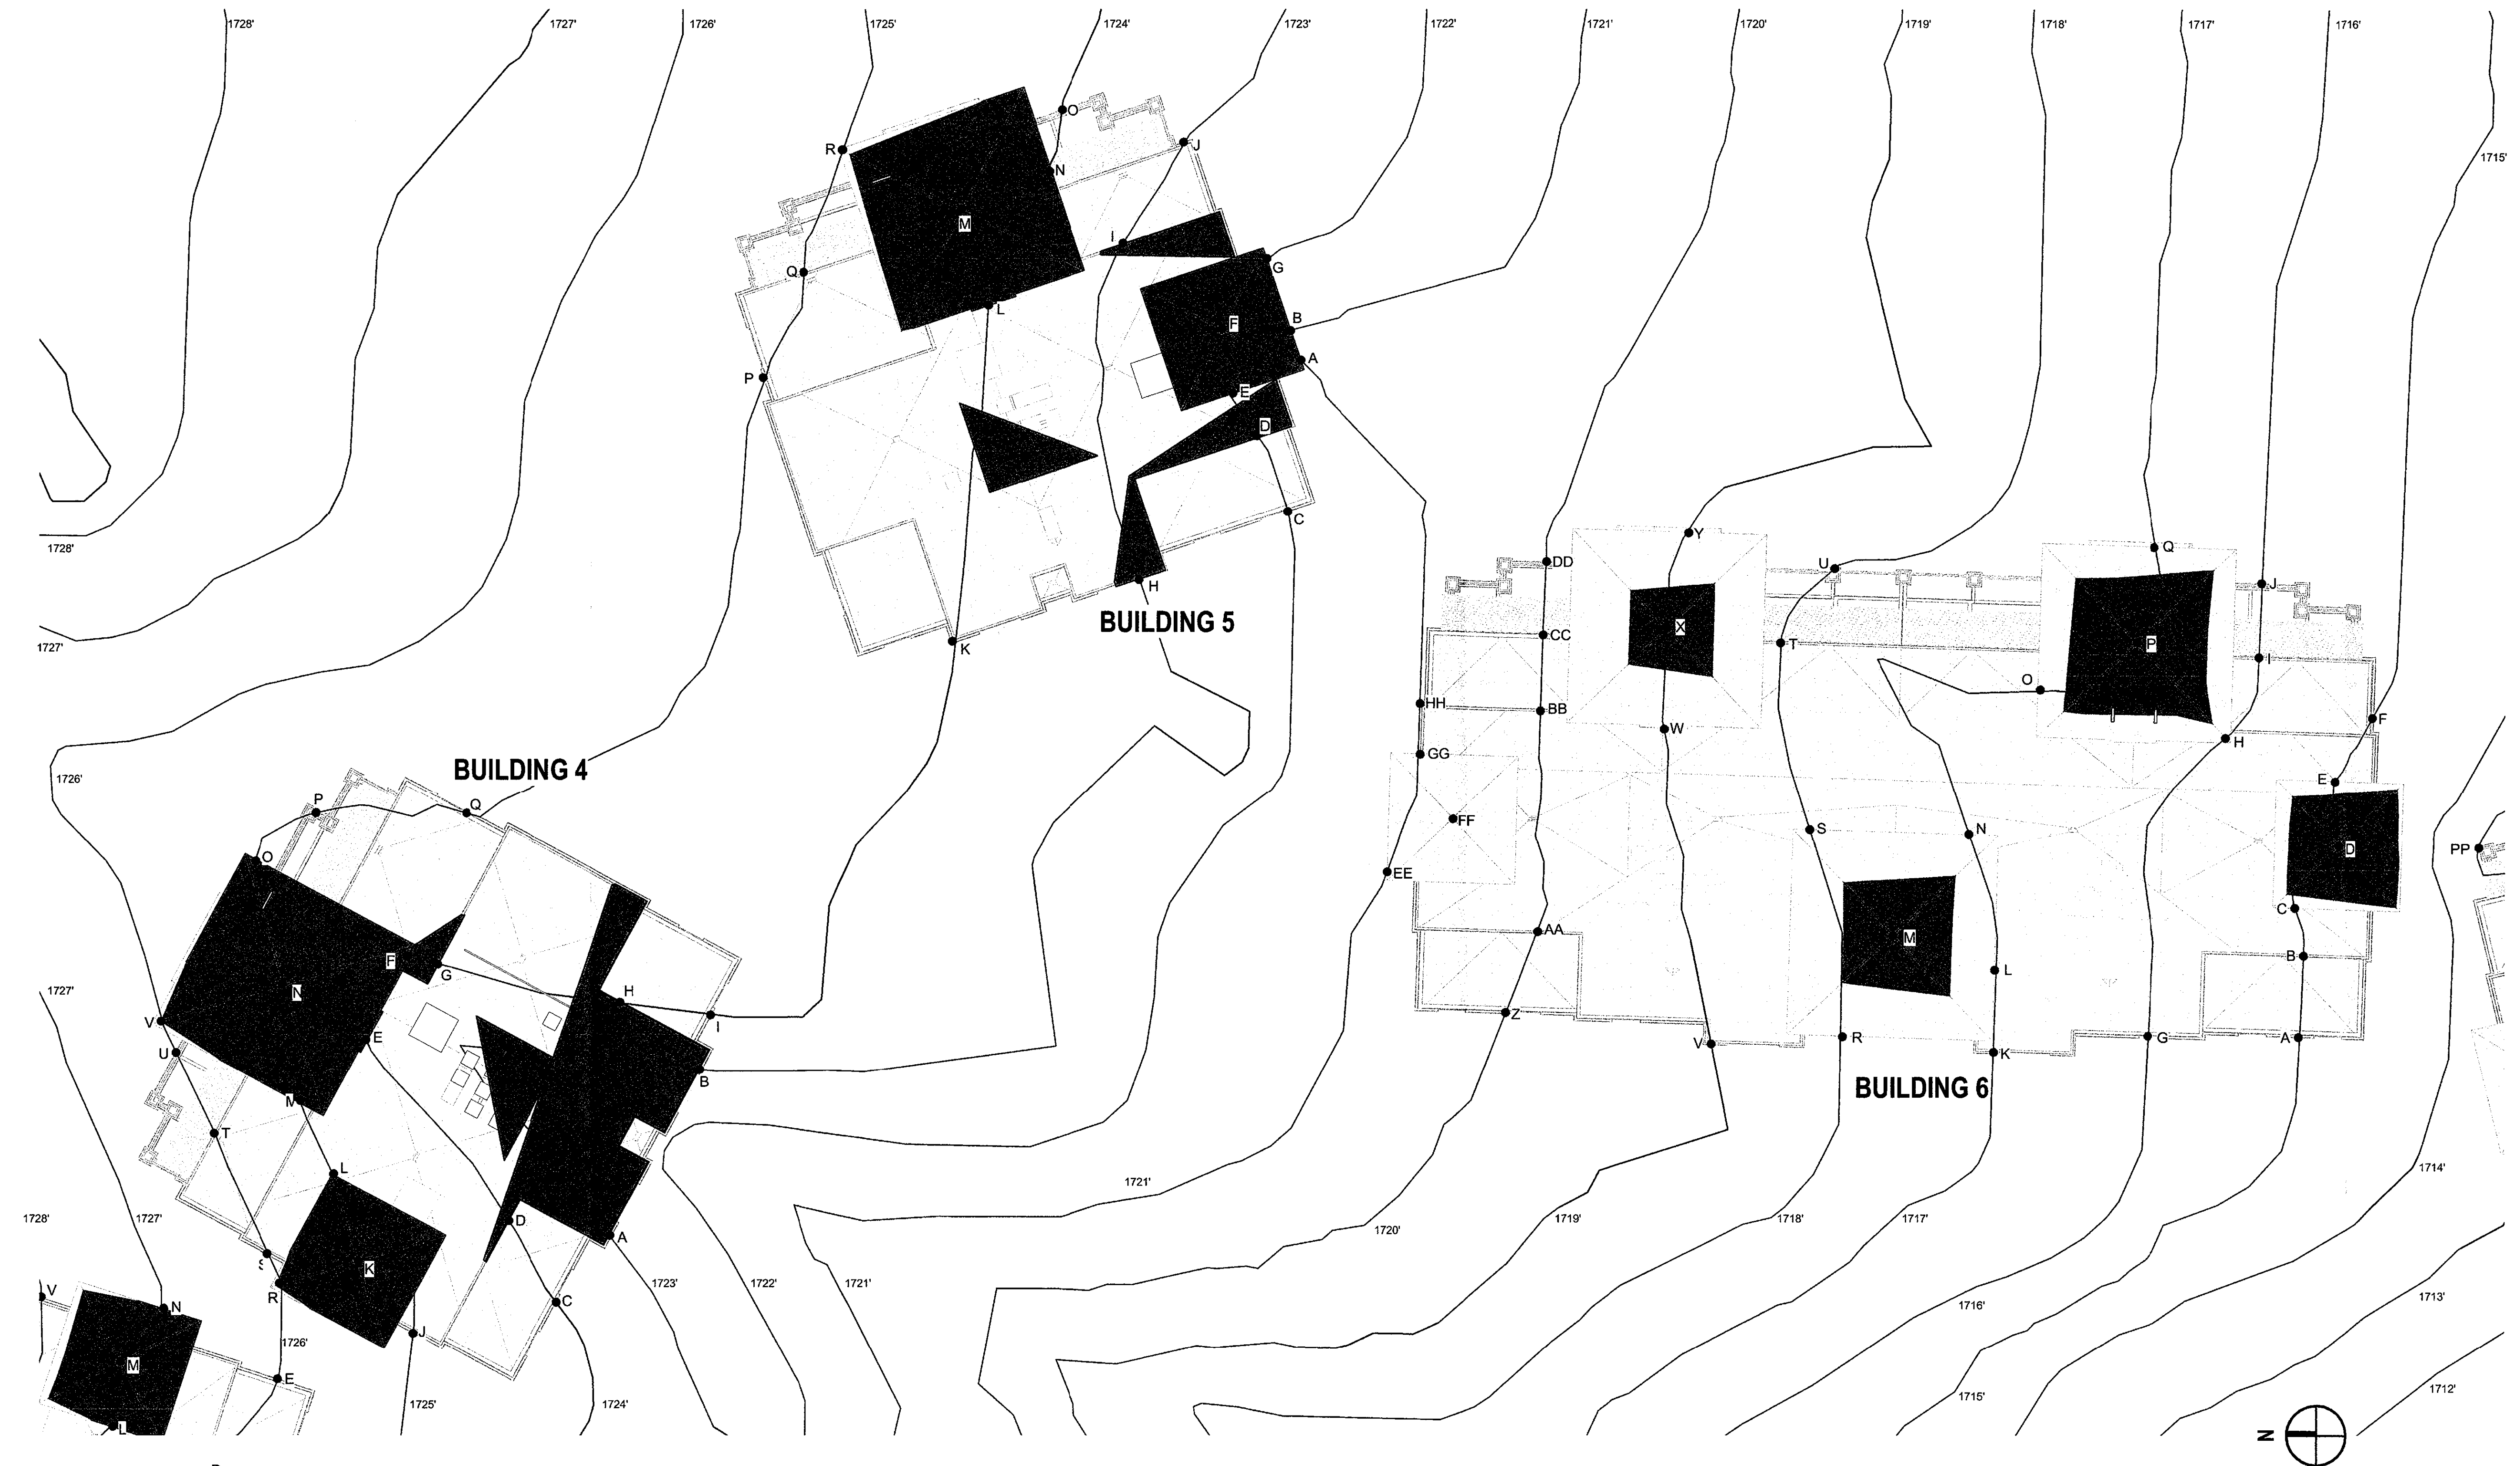 1728' 1727' 1726' 1725' 1724' 1723' 1722' 1721' 1720' 1719' 1718' 1717' 1716'
O
R J 1715'
N
M
I
Q G
L F B
A
P E
D
C
1728' Y Q
DD U
H J
BUILDING 5 X
1727' K CC T P I
O
HH BB W F
GG H
BUILDING 4 1726' E
P Q FF S N
EE D PP
O C
AA M
F B
G L
N H
1727' I Z
V R G A
E V K
U B
M BUILDING 6
T
L 1714'
1721'
1728' 1727' D A 1720' 1719' 1718' 1717'
S K
R 1723' 1722' 1721'
V N C 1716' 1713'
J
1726'
M E 1715' 1712'
1725' 1724'
L N